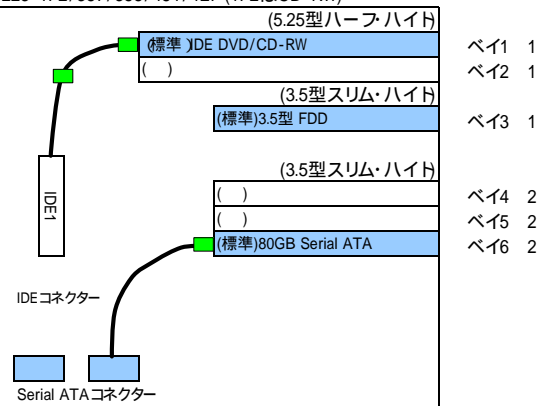 (5.25型ハーフ・ハイト)
(標準)IDE DVD/CD-RW ベイ1 1
( ) ベイ2 1
(3.5型スリム・ハイト)
(標準)3.5型 FDD ベイ3 1
(3.5型スリム・ハイト)
( ) ベイ4 2
( ) ベイ5 2
(標準)80GB Serial ATA ベイ6 2
IDE1
IDEコネクター
Serial ATAコネクター